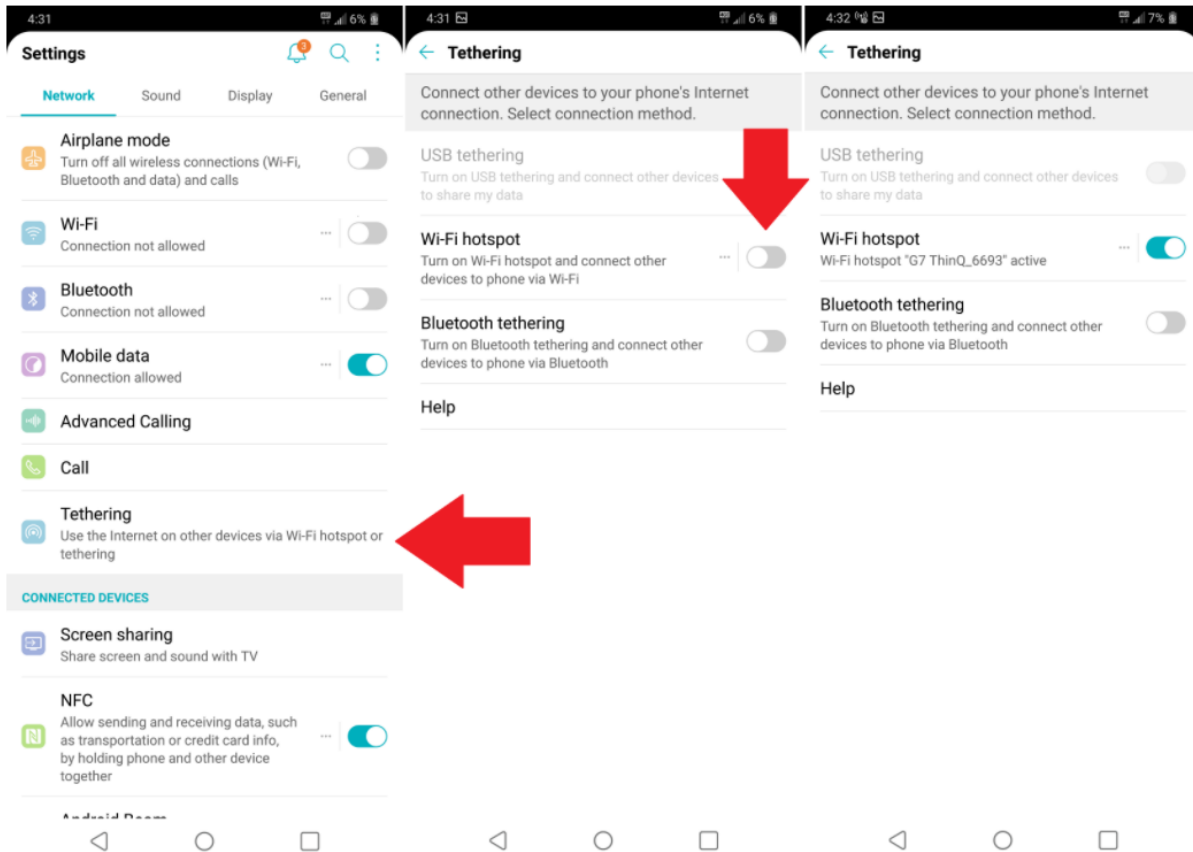 4:31
6%
Settings
3
Network Sound Display General
Airplane mode
Turn off all wireless connections (Wi-Fi,
Bluetooth and data) and calls
Wi-Fi
Connection not allowed
Bluetooth
Connection not allowed
Mobile data
Connection allowed
Advanced Calling
Call
Tethering
Use the Internet on other devices via Wi-Fi hotspot or
tethering
CONNECTED DEVICES
Screen sharing
Share screen and sound with TV
NFC
Allow sending and receiving data, such
as transportation or credit card info,
by holding phone and other device
together
4:31
6%
Tethering
Connect other devices to your phone's Internet
connection. Select connection method.
USB tethering
Turn on USB tethering and connect other devices
to share my data
Wi-Fi hotspot
Turn on Wi-Fi hotspot and connect other
devices to phone via Wi-Fi
Bluetooth tethering
Turn on Bluetooth tethering and connect other
devices to phone via Bluetooth
Help
4:32
7%
Tethering
Connect other devices to your phone's Internet
connection. Select connection method.
USB tethering
Turn on USB tethering and connect other devices
to share my data
Wi-Fi hotspot
Wi-Fi hotspot "G7 ThinQ_6693" active
Bluetooth tethering
Turn on Bluetooth tethering and connect other
devices to phone via Bluetooth
Help